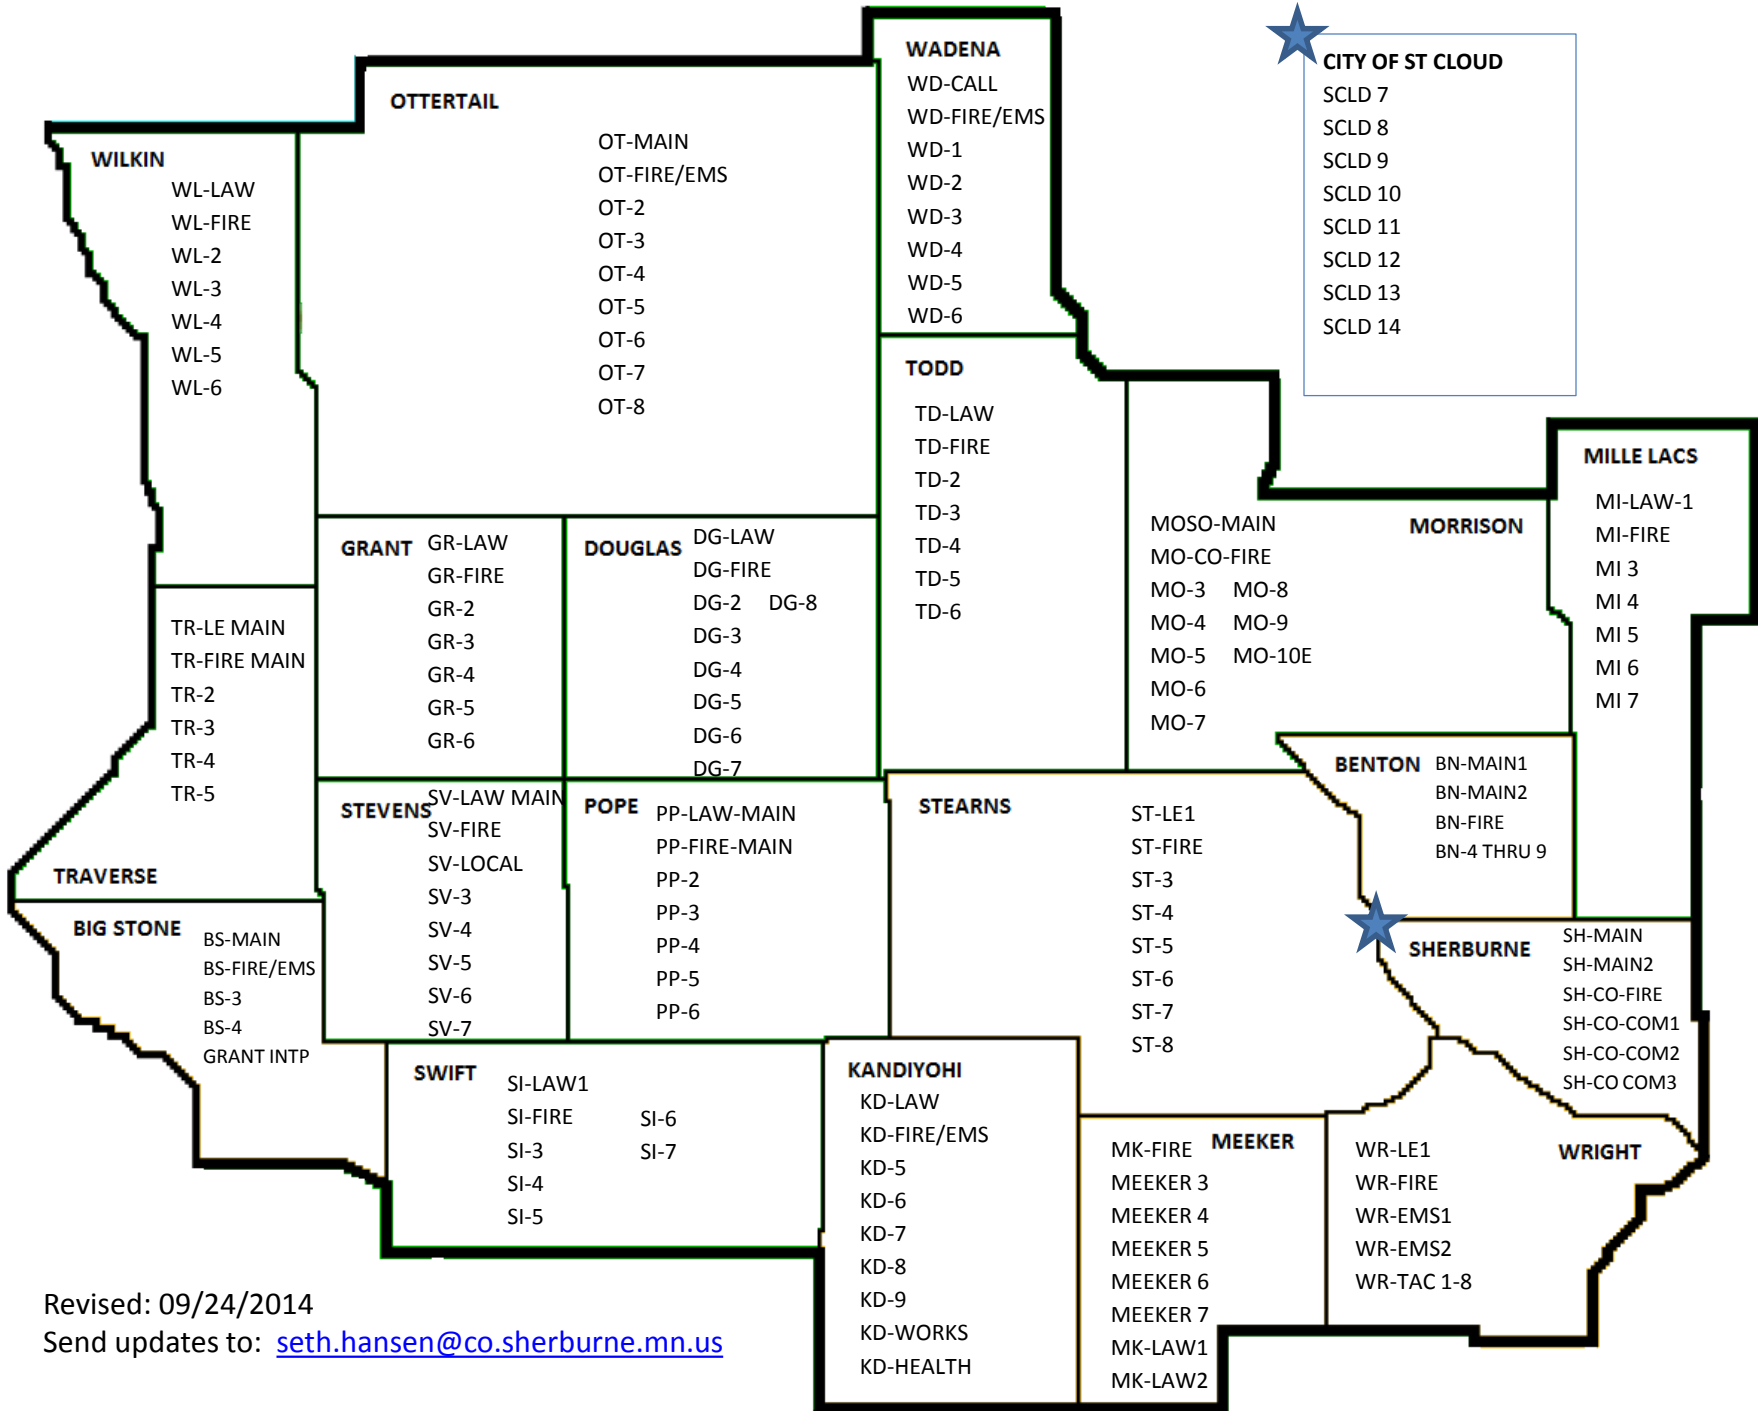 WADENA
WD-CALL
WD-FIRE/EMS
WD-1
WD-2
WD-3
WD-4
WD-5
WD-6
CITY OF ST CLOUD
SCLD 7
SCLD 8
SCLD 9
SCLD 10
SCLD 11
SCLD 12
SCLD 13
SCLD 14
OTTERTAIL
OT-MAIN
OT-FIRE/EMS
OT-2
OT-3
OT-4
OT-5
OT-6
OT-7
OT-8
WILKIN
WL-LAW
WL-FIRE
WL-2
WL-3
WL-4
WL-5
WL-6
TODD
TD-LAW
TD-FIRE
TD-2
TD-3
TD-4
TD-5
TD-6
MILLE LACS
MI-LAW-1
MI-FIRE
MI 3
MI 4
MI 5
MI 6
MI 7
MORRISON
MOSO-MAIN
MO-CO-FIRE
MO-3 MO-8
MO-4 MO-9
MO-5 MO-10E
MO-6
MO-7
GRANT
GR-LAW
GR-FIRE
GR-2
GR-3
GR-4
GR-5
GR-6
DOUGLAS
DG-LAW
DG-FIRE
DG-2 DG-8
DG-3
DG-4
DG-5
DG-6
DG-7
TR-LE MAIN
TR-FIRE MAIN
TR-2
TR-3
TR-4
TR-5
TRAVERSE
STEVENS
SV-LAW MAIN
SV-FIRE
SV-LOCAL
SV-3
SV-4
SV-5
SV-6
SV-7
POPE
PP-LAW-MAIN
PP-FIRE-MAIN
PP-2
PP-3
PP-4
PP-5
PP-6
STEARNS
ST-LE1
ST-FIRE
ST-3
ST-4
ST-5
ST-6
ST-7
ST-8
BENTON
BN-MAIN1
BN-MAIN2
BN-FIRE
BN-4 THRU 9
BIG STONE
BS-MAIN
BS-FIRE/EMS
BS-3
BS-4
GRANT INTP
SHERBURNE
SH-MAIN
SH-MAIN2
SH-CO-FIRE
SH-CO-COM1
SH-CO-COM2
SH-CO COM3
SWIFT
SI-LAW1
SI-FIRE SI-6
SI-3 SI-7
SI-4
SI-5
KANDIYOHI
KD-LAW
KD-FIRE/EMS
KD-5
KD-6
KD-7
KD-8
KD-9
KD-WORKS
KD-HEALTH
MEEKER
MK-FIRE
MEEKER 3
MEEKER 4
MEEKER 5
MEEKER 6
MEEKER 7
MK-LAW1
MK-LAW2
WRIGHT
WR-LE1
WR-FIRE
WR-EMS1
WR-EMS2
WR-TAC 1-8
Revised: 09/24/2014
Send updates to: seth.hansen@co.sherburne.mn.us